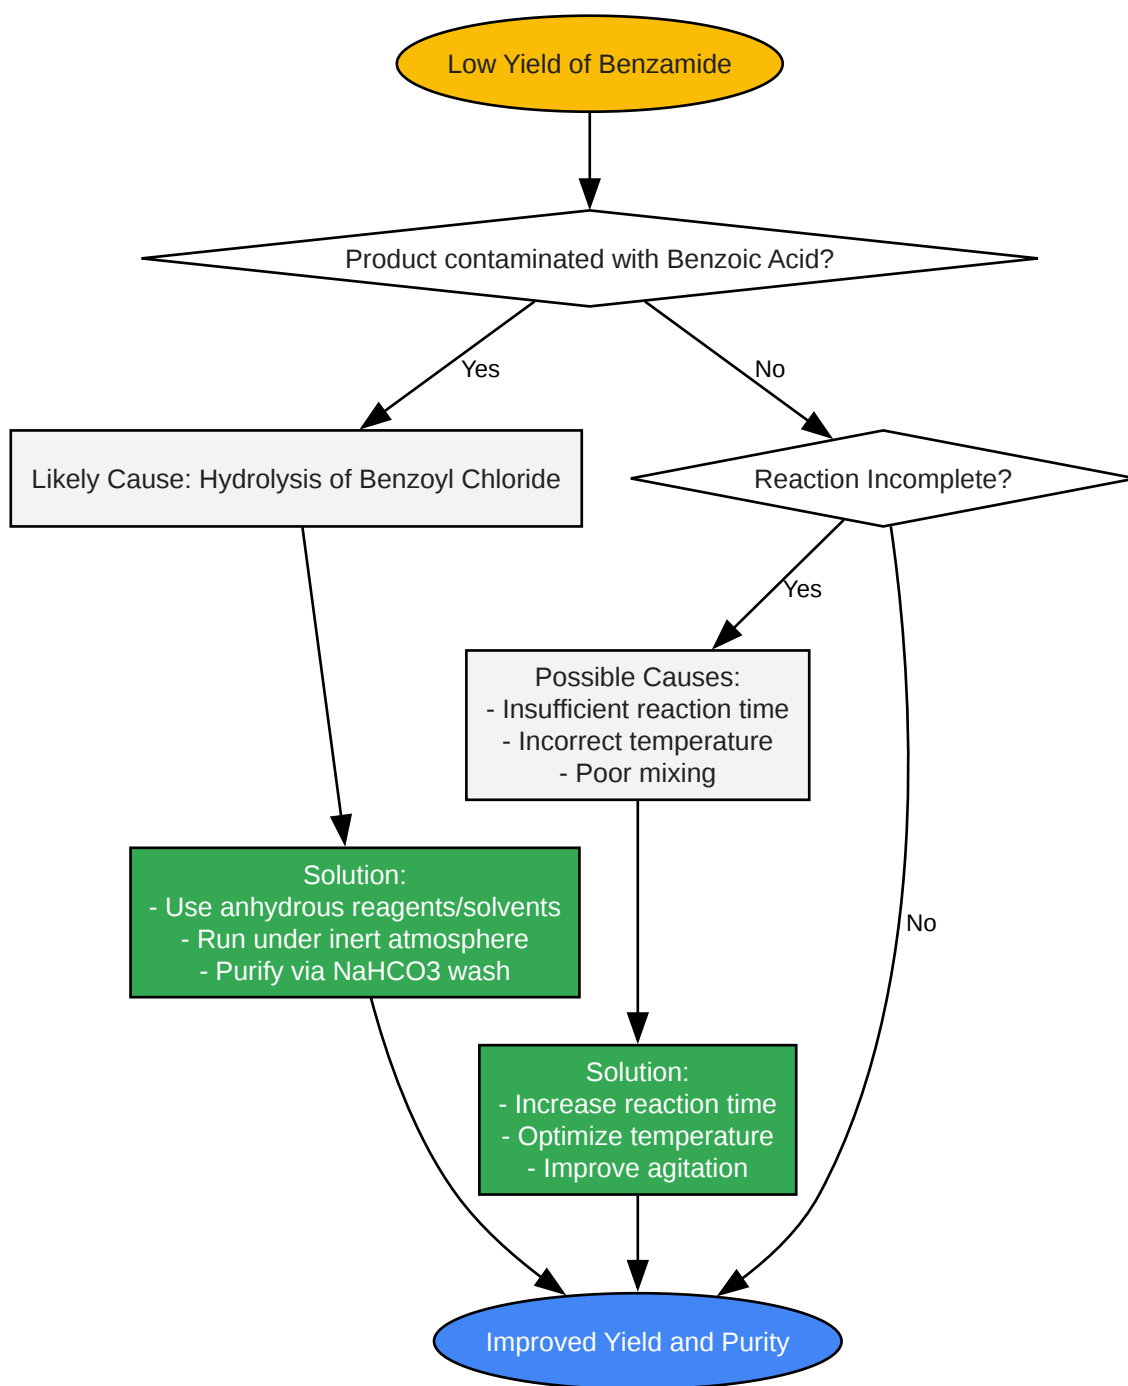 Low Yield of Benzamide
Product contaminated with Benzoic Acid?
Yes
No
Likely Cause: Hydrolysis of Benzoyl Chloride
Reaction Incomplete?
Yes
Possible Causes:
- Insufficient reaction time
- Incorrect temperature
- Poor mixing
Solution:
- Use anhydrous reagents/solvents
- Run under inert atmosphere
- Purify via NaHCO3 wash
No
Solution:
- Increase reaction time
- Optimize temperature
- Improve agitation
Improved Yield and Purity